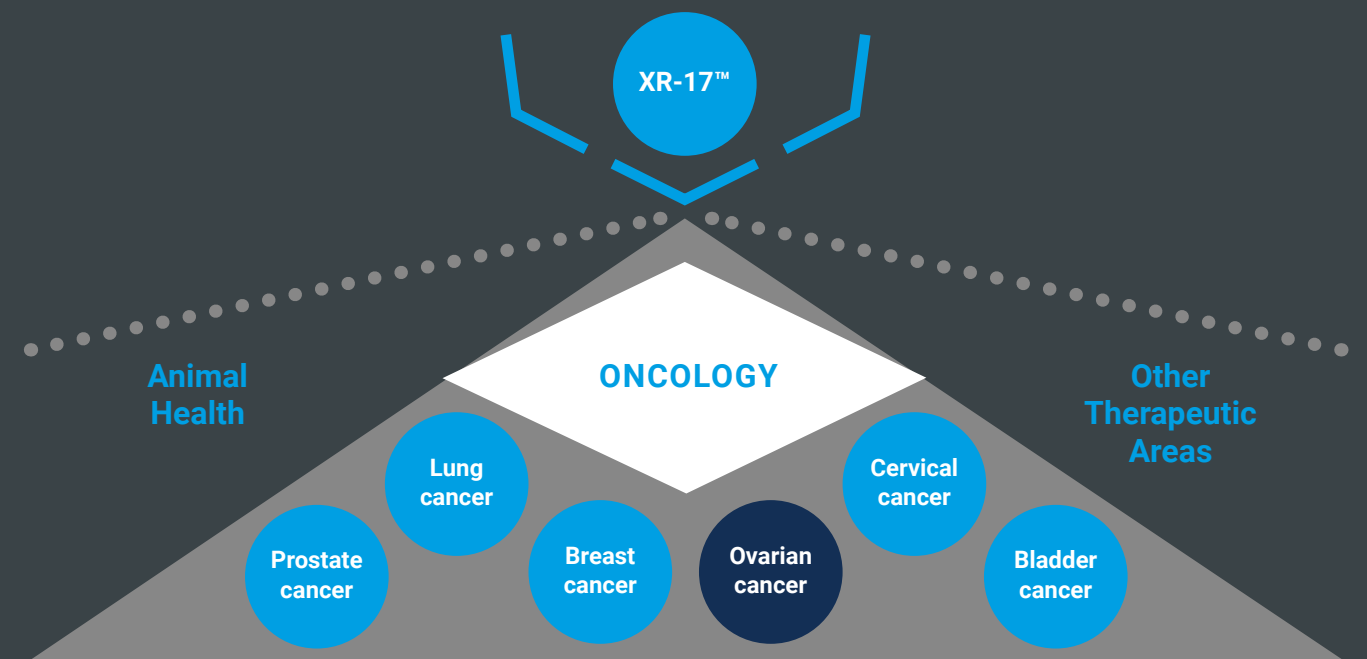 XR-17™
ONCOLOGY
Animal
Health
Other
Therapeutic
Areas
Lung
cancer
Cervical
cancer
Prostate
cancer
Breast
cancer
Ovarian
cancer
Bladder
cancer